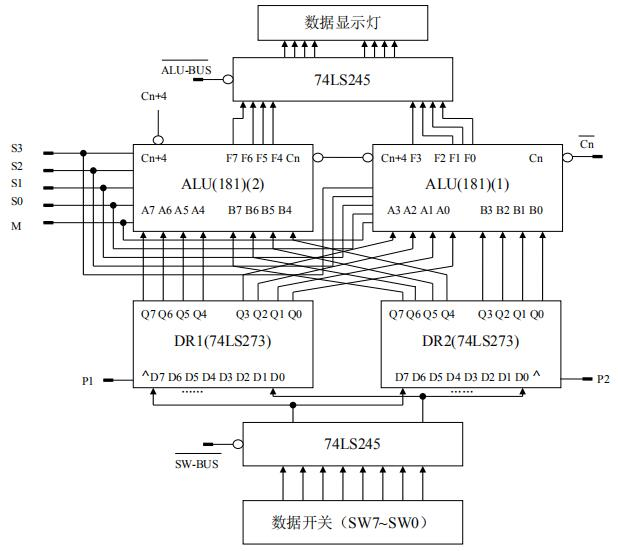 数据显示灯
ALU-BUS
74LS245
Cn+4
S3
S2
S1
S0
M
Cn+4 F7 F6 F5 F4 Cn
ALU(181)(2)
A7 A6 A5 A4 B7 B6 B5 B4
Cn+4 F3 F2 F1 F0 Cn
ALU(181)(1)
A3 A2 A1 A0 B3 B2 B1 B0
Cn
Q7 Q6 Q5 Q4 Q3 Q2 Q1 Q0
DR1(74LS273)
^D7 D6 D5 D4 D3 D2 D1 D0
P1
......
Q7 Q6 Q5 Q4 Q3 Q2 Q1 Q0
DR2(74LS273)
D7 D6 D5 D4 D3 D2 D1 D0 ^
P2
......
74LS245
SW-BUS
数据开关（SW7~SW0）